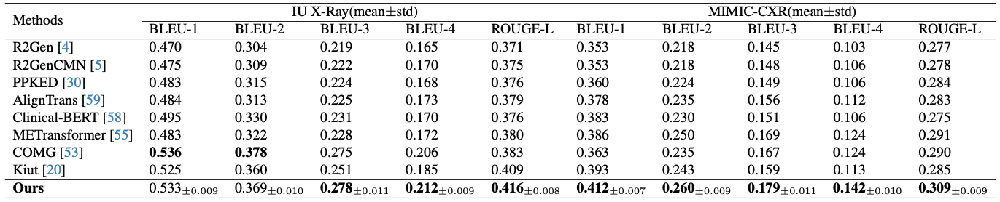 Methods IU X-Ray(mean±std) MIMIC-CXR(mean±std)
BLEU-1 BLEU-2 BLEU-3 BLEU-4 ROUGE-L BLEU-1 BLEU-2 BLEU-3 BLEU-4 ROUGE-L
R2Gen [4] 0.470 0.304 0.219 0.165 0.371 0.353 0.218 0.145 0.103 0.277
R2GenCMN [5] 0.475 0.309 0.222 0.170 0.375 0.353 0.218 0.148 0.106 0.278
PPKED [30] 0.483 0.315 0.224 0.168 0.376 0.360 0.224 0.149 0.106 0.284
AlignTrans [59] 0.484 0.313 0.225 0.173 0.379 0.378 0.235 0.156 0.112 0.283
Clinical-BERT [58] 0.495 0.330 0.231 0.170 0.376 0.383 0.230 0.151 0.106 0.275
METransformer [55] 0.483 0.322 0.228 0.172 0.380 0.386 0.250 0.169 0.124 0.291
COMG [53] 0.536 0.378 0.275 0.206 0.383 0.363 0.235 0.167 0.124 0.290
Kiut [20] 0.525 0.360 0.251 0.185 0.409 0.393 0.243 0.159 0.113 0.285
Ours 0.533±0.009 0.369±0.010 0.278±0.011 0.212±0.009 0.416±0.008 0.412±0.007 0.260±0.009 0.179±0.011 0.142±0.010 0.309±0.009